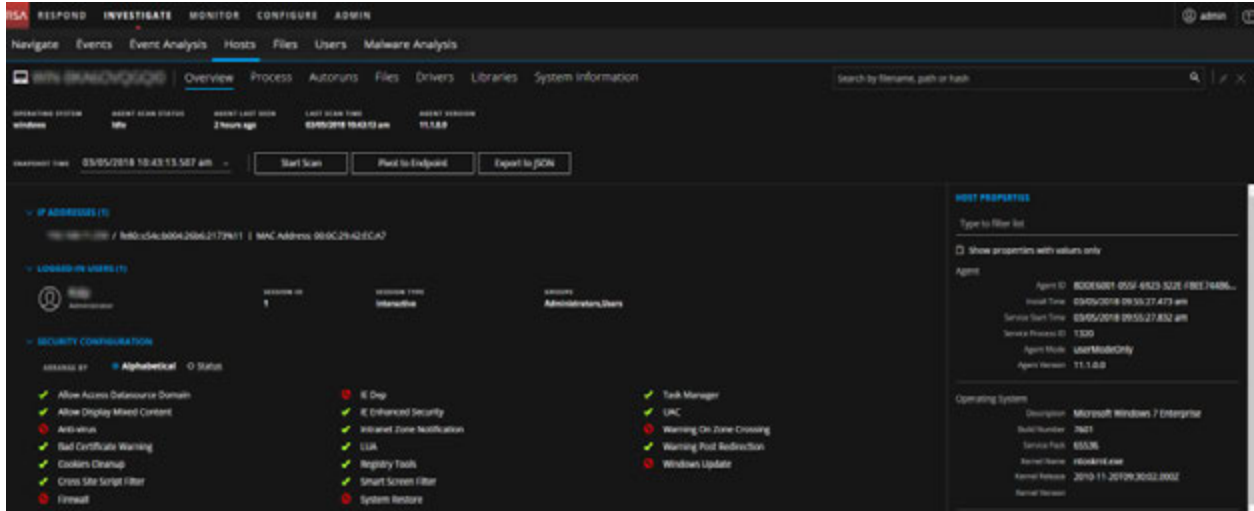 RSA RESPOND INVESTIGATE MONITOR CONFIGURE ADMIN admin
Navigate Events Event Analysis Hosts Files Users Malware Analysis
Overview Process Autoruns Files Drivers Libraries System Information Search by filename, path or hash
OPERATING SYSTEM AGENT SCAN STATUS AGENT LAST SEEN LAST SCAN TIME AGENT VERSION
windows Idle 2 hours ago 03/05/2018 10:43:13 am 11.1.0.0
SNAPSHOT TIME 03/05/2018 10:43:13.507 am Start Scan Pivot to Endpoint Export to JSON
IP ADDRESSES (1)
MAC Address: 00:0C:29:42:EC:A7
LOGGED-IN USERS (1)
SESSION ID SESSION TYPE GROUPS
Administrator 1 Interactive Administrators,Users
SECURITY CONFIGURATION
ARRANGE BY Alphabetical Status
Allow Access Datasource Domain IE Dep Task Manager
Allow Display Mixed Content IE Enhanced Security UAC
Anti-virus Intranet Zone Notification Warning On Zone Crossing
Bad Certificate Warning LUA Warning Post Redirection
Cookies Cleanup Registry Tools Windows Update
Cross Site Script Filter Smart Screen Filter
Firewall System Restore
HOST PROPERTIES
Type to filter list
Show properties with values only
Agent
Agent ID
Install Time 03/05/2018 09:55:27.473 am
Service Start Time 03/05/2018 09:55:27.832 am
Service Process ID 1320
Agent Mode userModeOnly
Agent Version 11.1.0.0
Operating System
Description Microsoft Windows 7 Enterprise
Build Number 7601
Service Pack 65536
Kernel Name ntoskrnl.exe
Kernel Release 2010-11-20T09:30:02.000Z
Kernel Version